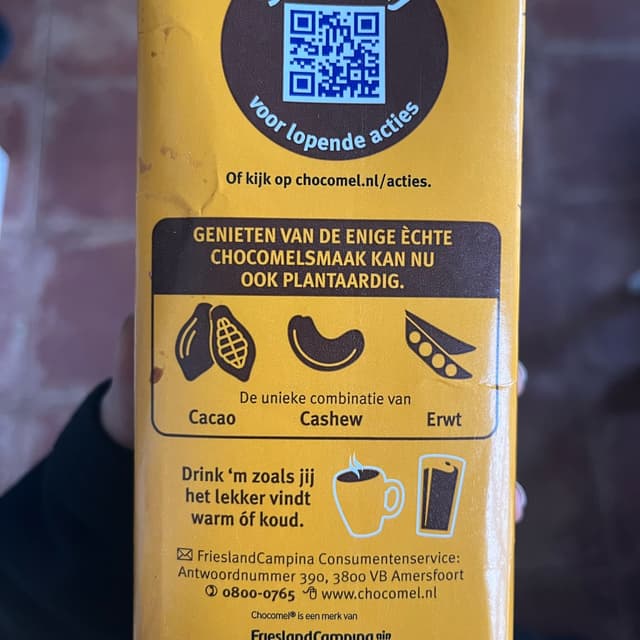 voor lopende acties
Of kijk op chocomel.nl/acties.
GENIETEN VAN DE ENIGE ÈCHTE
CHOCOMELSMAAK KAN NU
OOK PLANTAARDIG.
De unieke combinatie van
Cacao Cashew Erwt
Drink ‘m zoals jij
het lekker vindt
warm óf koud.
FrieslandCampina Consumentenservice:
Antwoordnummer 390, 3800 VB Amersfoort
0800-0765 www.chocomel.nl
Chocomel® is een merk van
FrieslandCampina